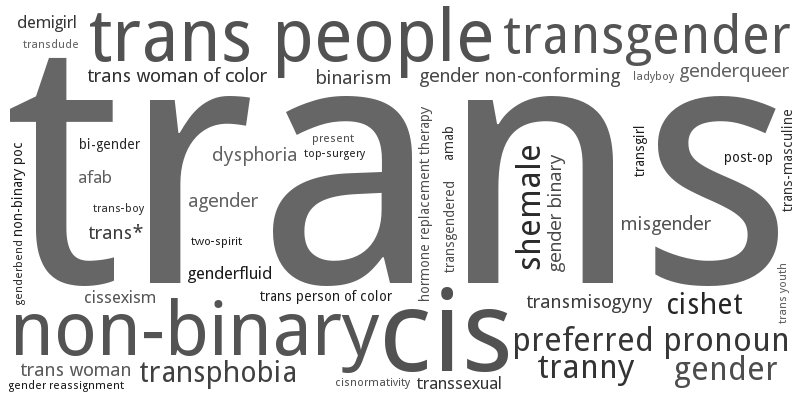 demigirl
trans people
transgender
transdude
trans woman of color
binarism
gender non-conforming
ladyboy
genderqueer
trans
bi-gender
dysphoria
present
top-surgery
hormone replacement therapy
amab
transgendered
shemale
gender binary
transgirl
post-op
trans-masculine
non-binary poc
genderbend
afab
trans-boy
trans*
agender
two-spirit
genderfluid
misgender
trans youth
cissexism
trans person of color
transmisogyny
cishet
non-binary
cis
preferred pronoun
trans woman
transphobia
tranny
gender
gender reassignment
cisnormativity
transsexual